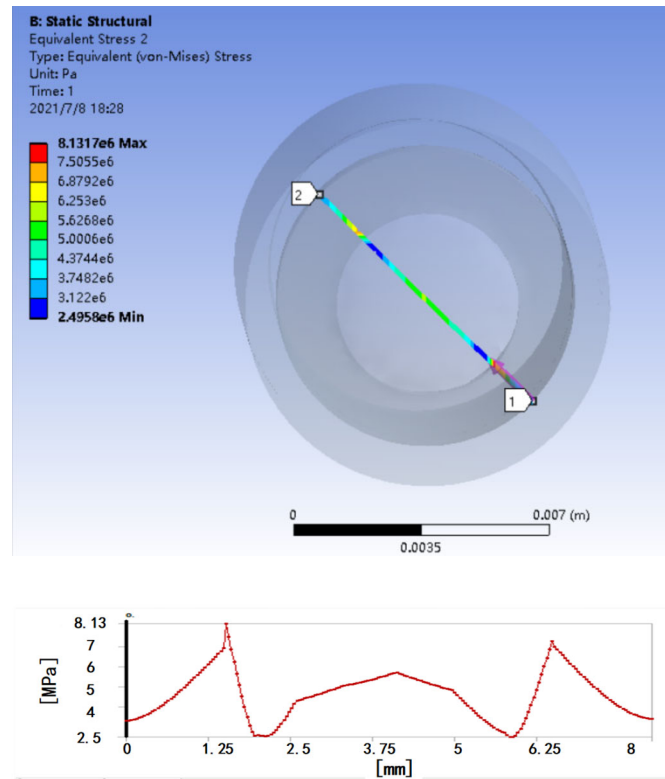 B: Static Structural
Equivalent Stress 2
Type: Equivalent (von-Mises) Stress
Unit: Pa
Time: 1
2021/7/8 18:28
8.1317e6 Max
7.5055e6
6.8792e6
6.253e6
5.6268e6
5.0006e6
4.3744e6
3.7482e6
3.122e6
2.4958e6 Min
2
1
0 0.007 (m)
0.0035
8.13
7
6
5
4
2.5
[MPa]
0 1.25 2.5 3.75 5 6.25 8
[mm]